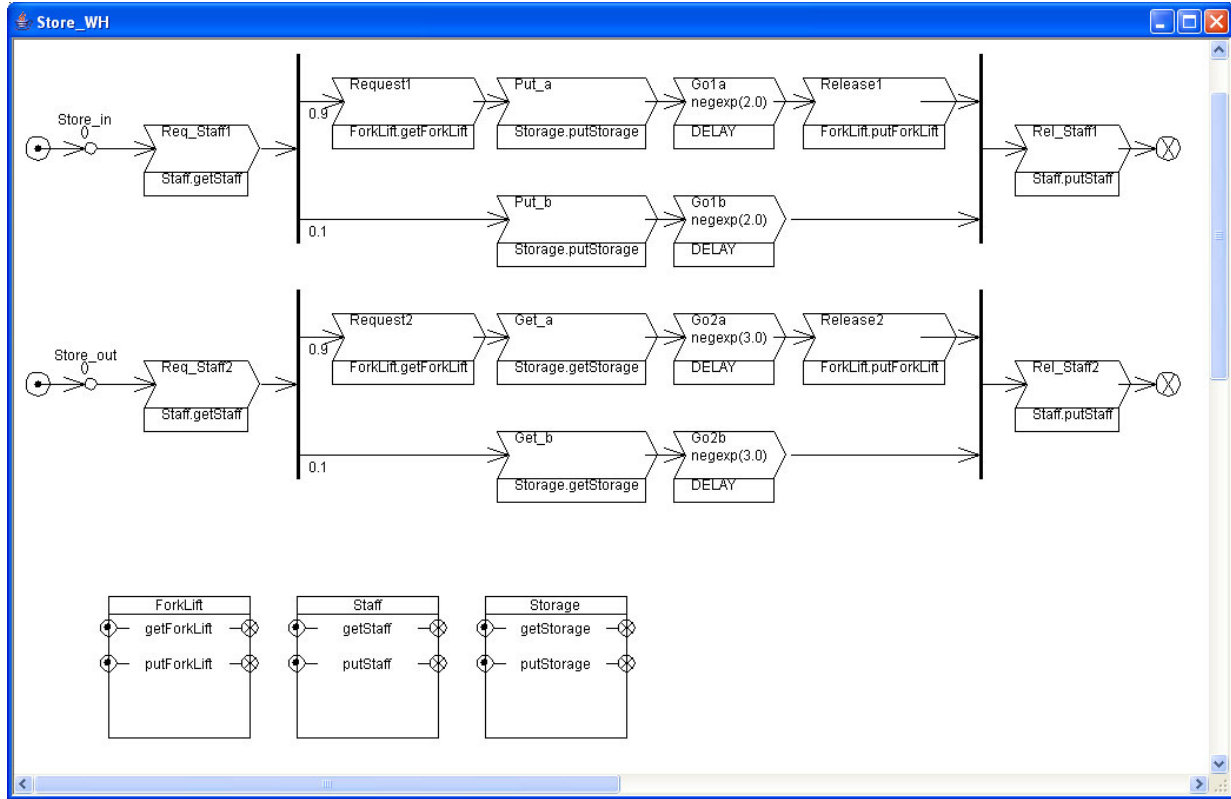 Store_WH
Store_in
()
Req_Staff1
Staff.getStaff
0.9
Request1
ForkLift.getForkLift
Put_a
Storage.putStorage
Go1a
negexp(2.0)
DELAY
Release1
ForkLift.putForkLift
Rel_Staff1
Staff.putStaff
0.1
Put_b
Storage.putStorage
Go1b
negexp(2.0)
DELAY
Store_out
()
Req_Staff2
Staff.getStaff
0.9
Request2
ForkLift.getForkLift
Get_a
Storage.getStorage
Go2a
negexp(3.0)
DELAY
Release2
ForkLift.putForkLift
Rel_Staff2
Staff.putStaff
0.1
Get_b
Storage.getStorage
Go2b
negexp(3.0)
DELAY
ForkLift
getForkLift
putForkLift
Staff
getStaff
putStaff
Storage
getStorage
putStorage